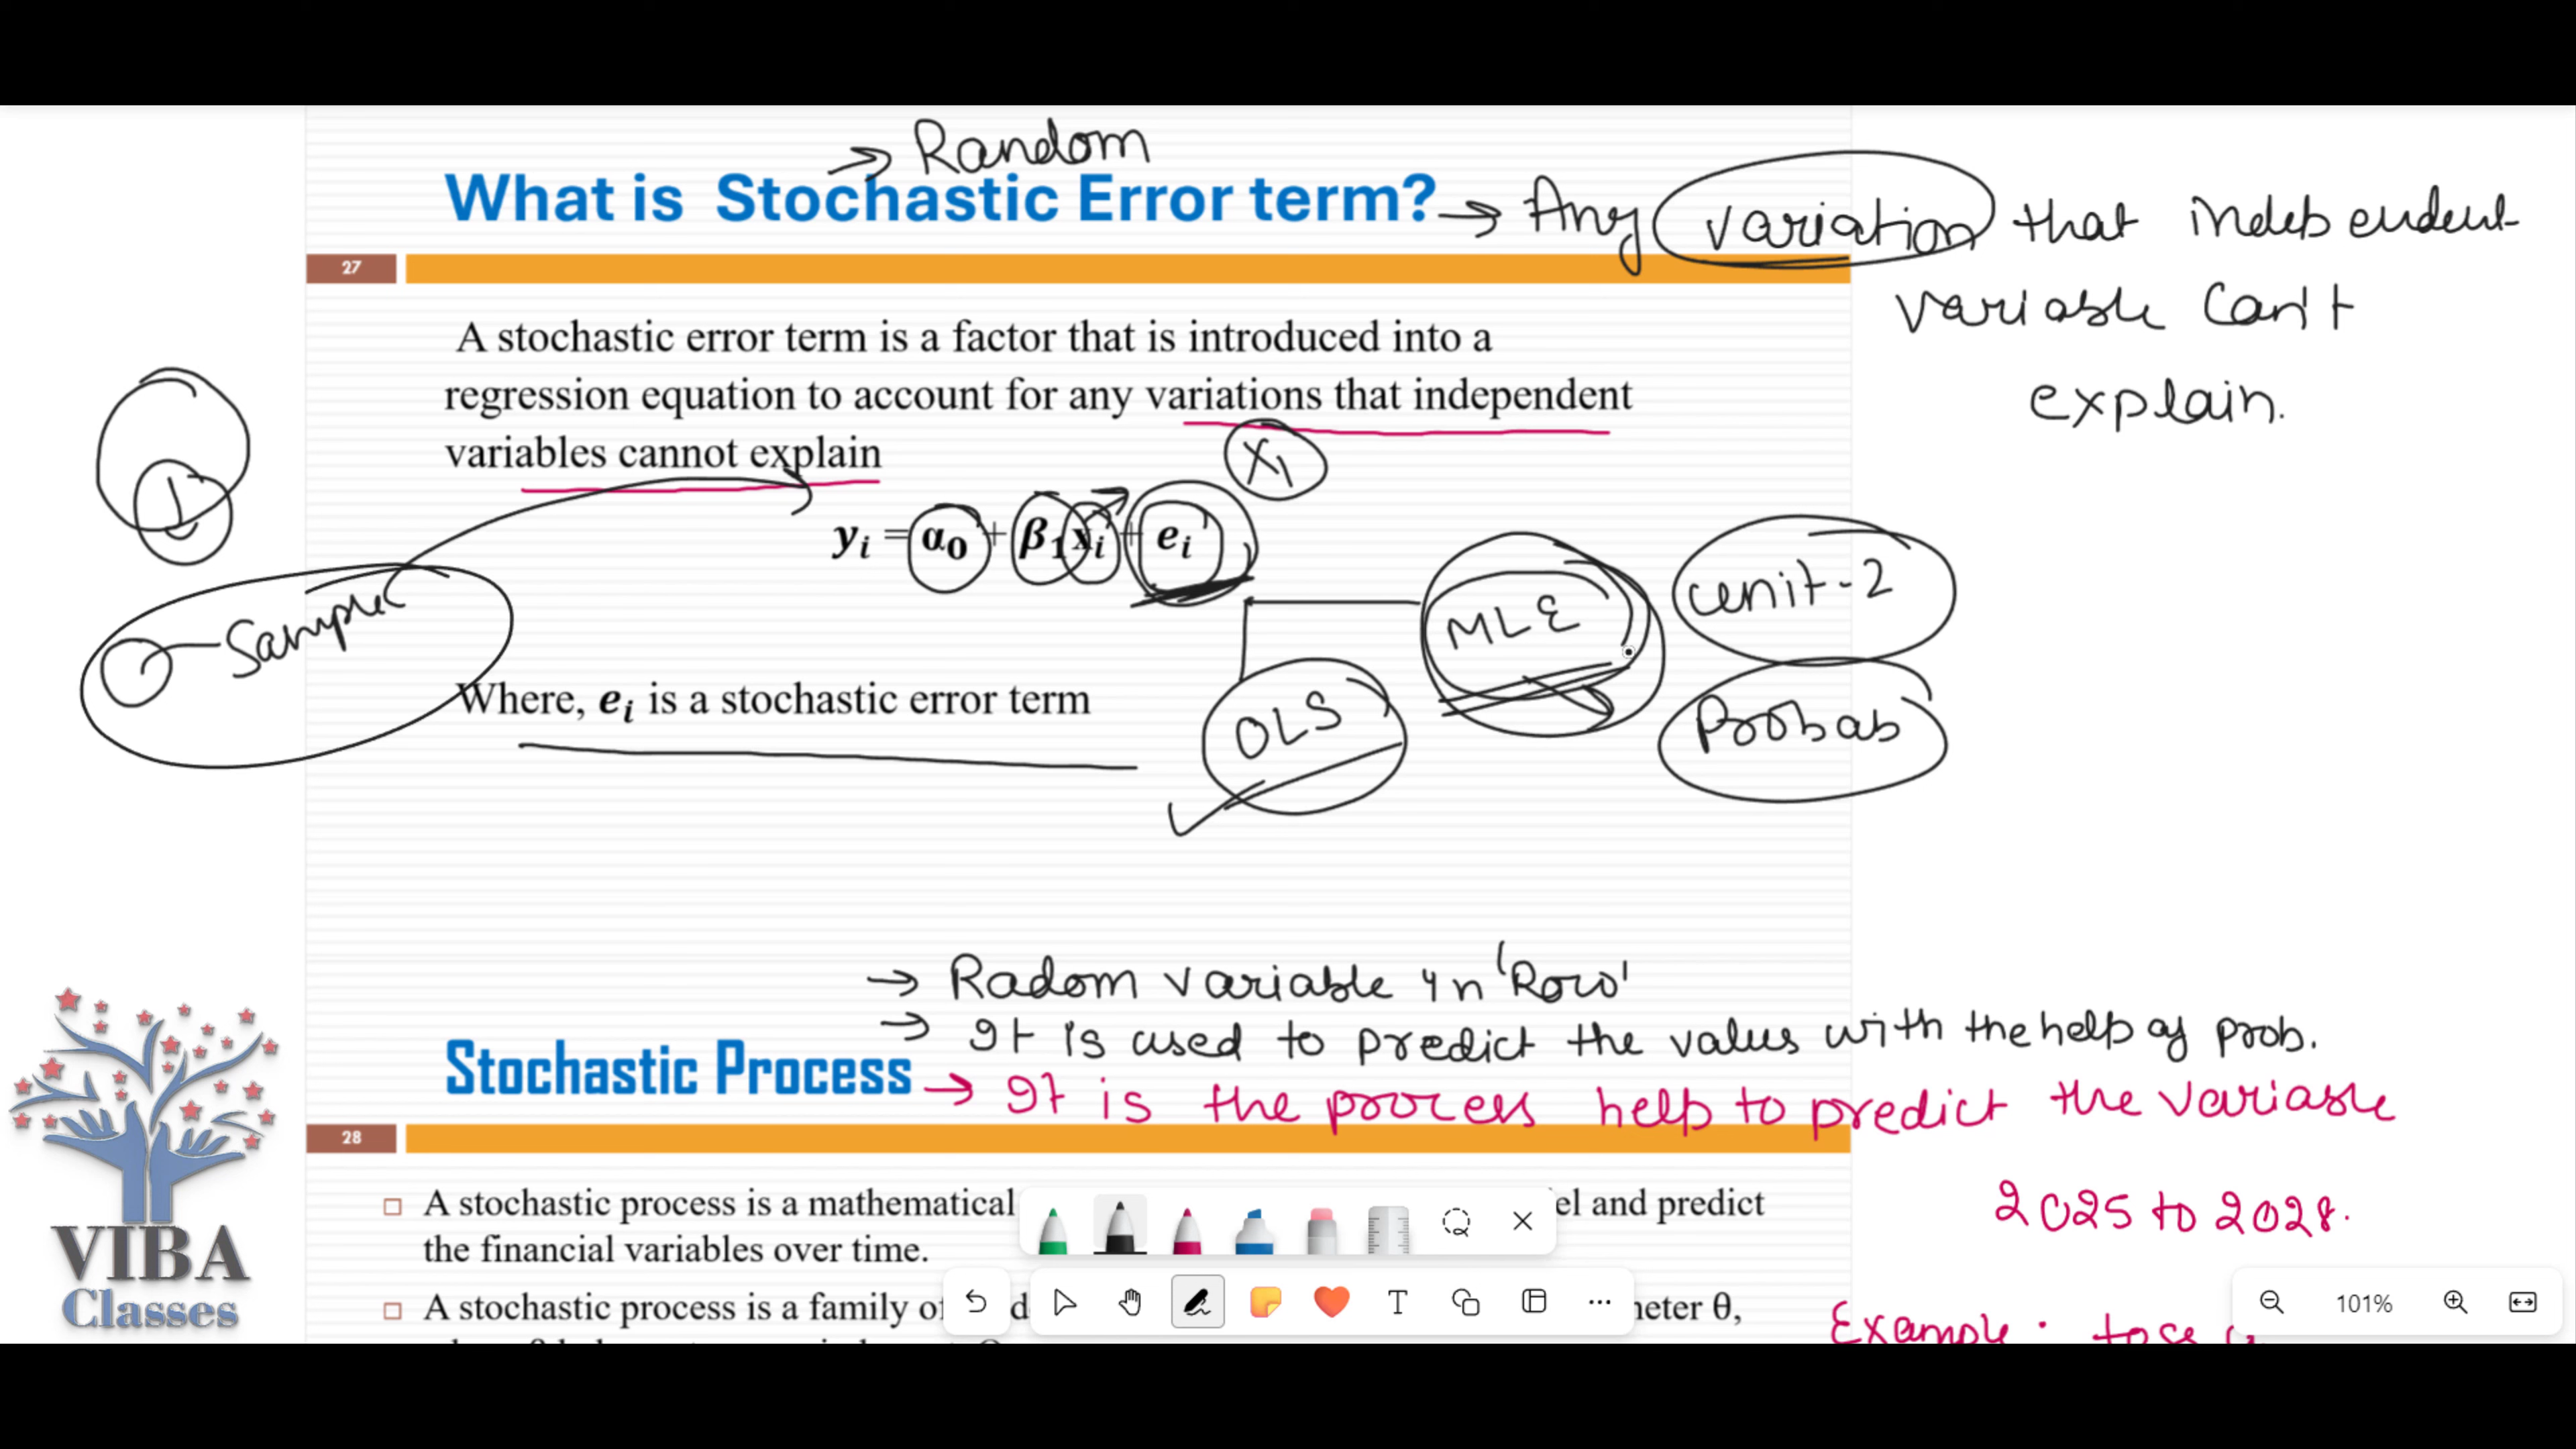 → Random
What is Stochastic Error term? → Any variation that independent
variable can't
explain.
27
A stochastic error term is a factor that is introduced into a
regression equation to account for any variations that independent
variables cannot explain
X1
yi = α0 + β1xi + ei
I
Sample
MLE
Unit-2
Where, ei is a stochastic error term
OLS
Probab
→ Radom variable in 'Row'
→ It is used to predict the value with the help of prob.
Stochastic Process → It is the process help to predict the variable
28
2025 to 2028.
A stochastic process is a mathematical el and predict
the financial variables over time.
A stochastic process is a family of d neter θ,
Example:
VIBA
Classes
101%